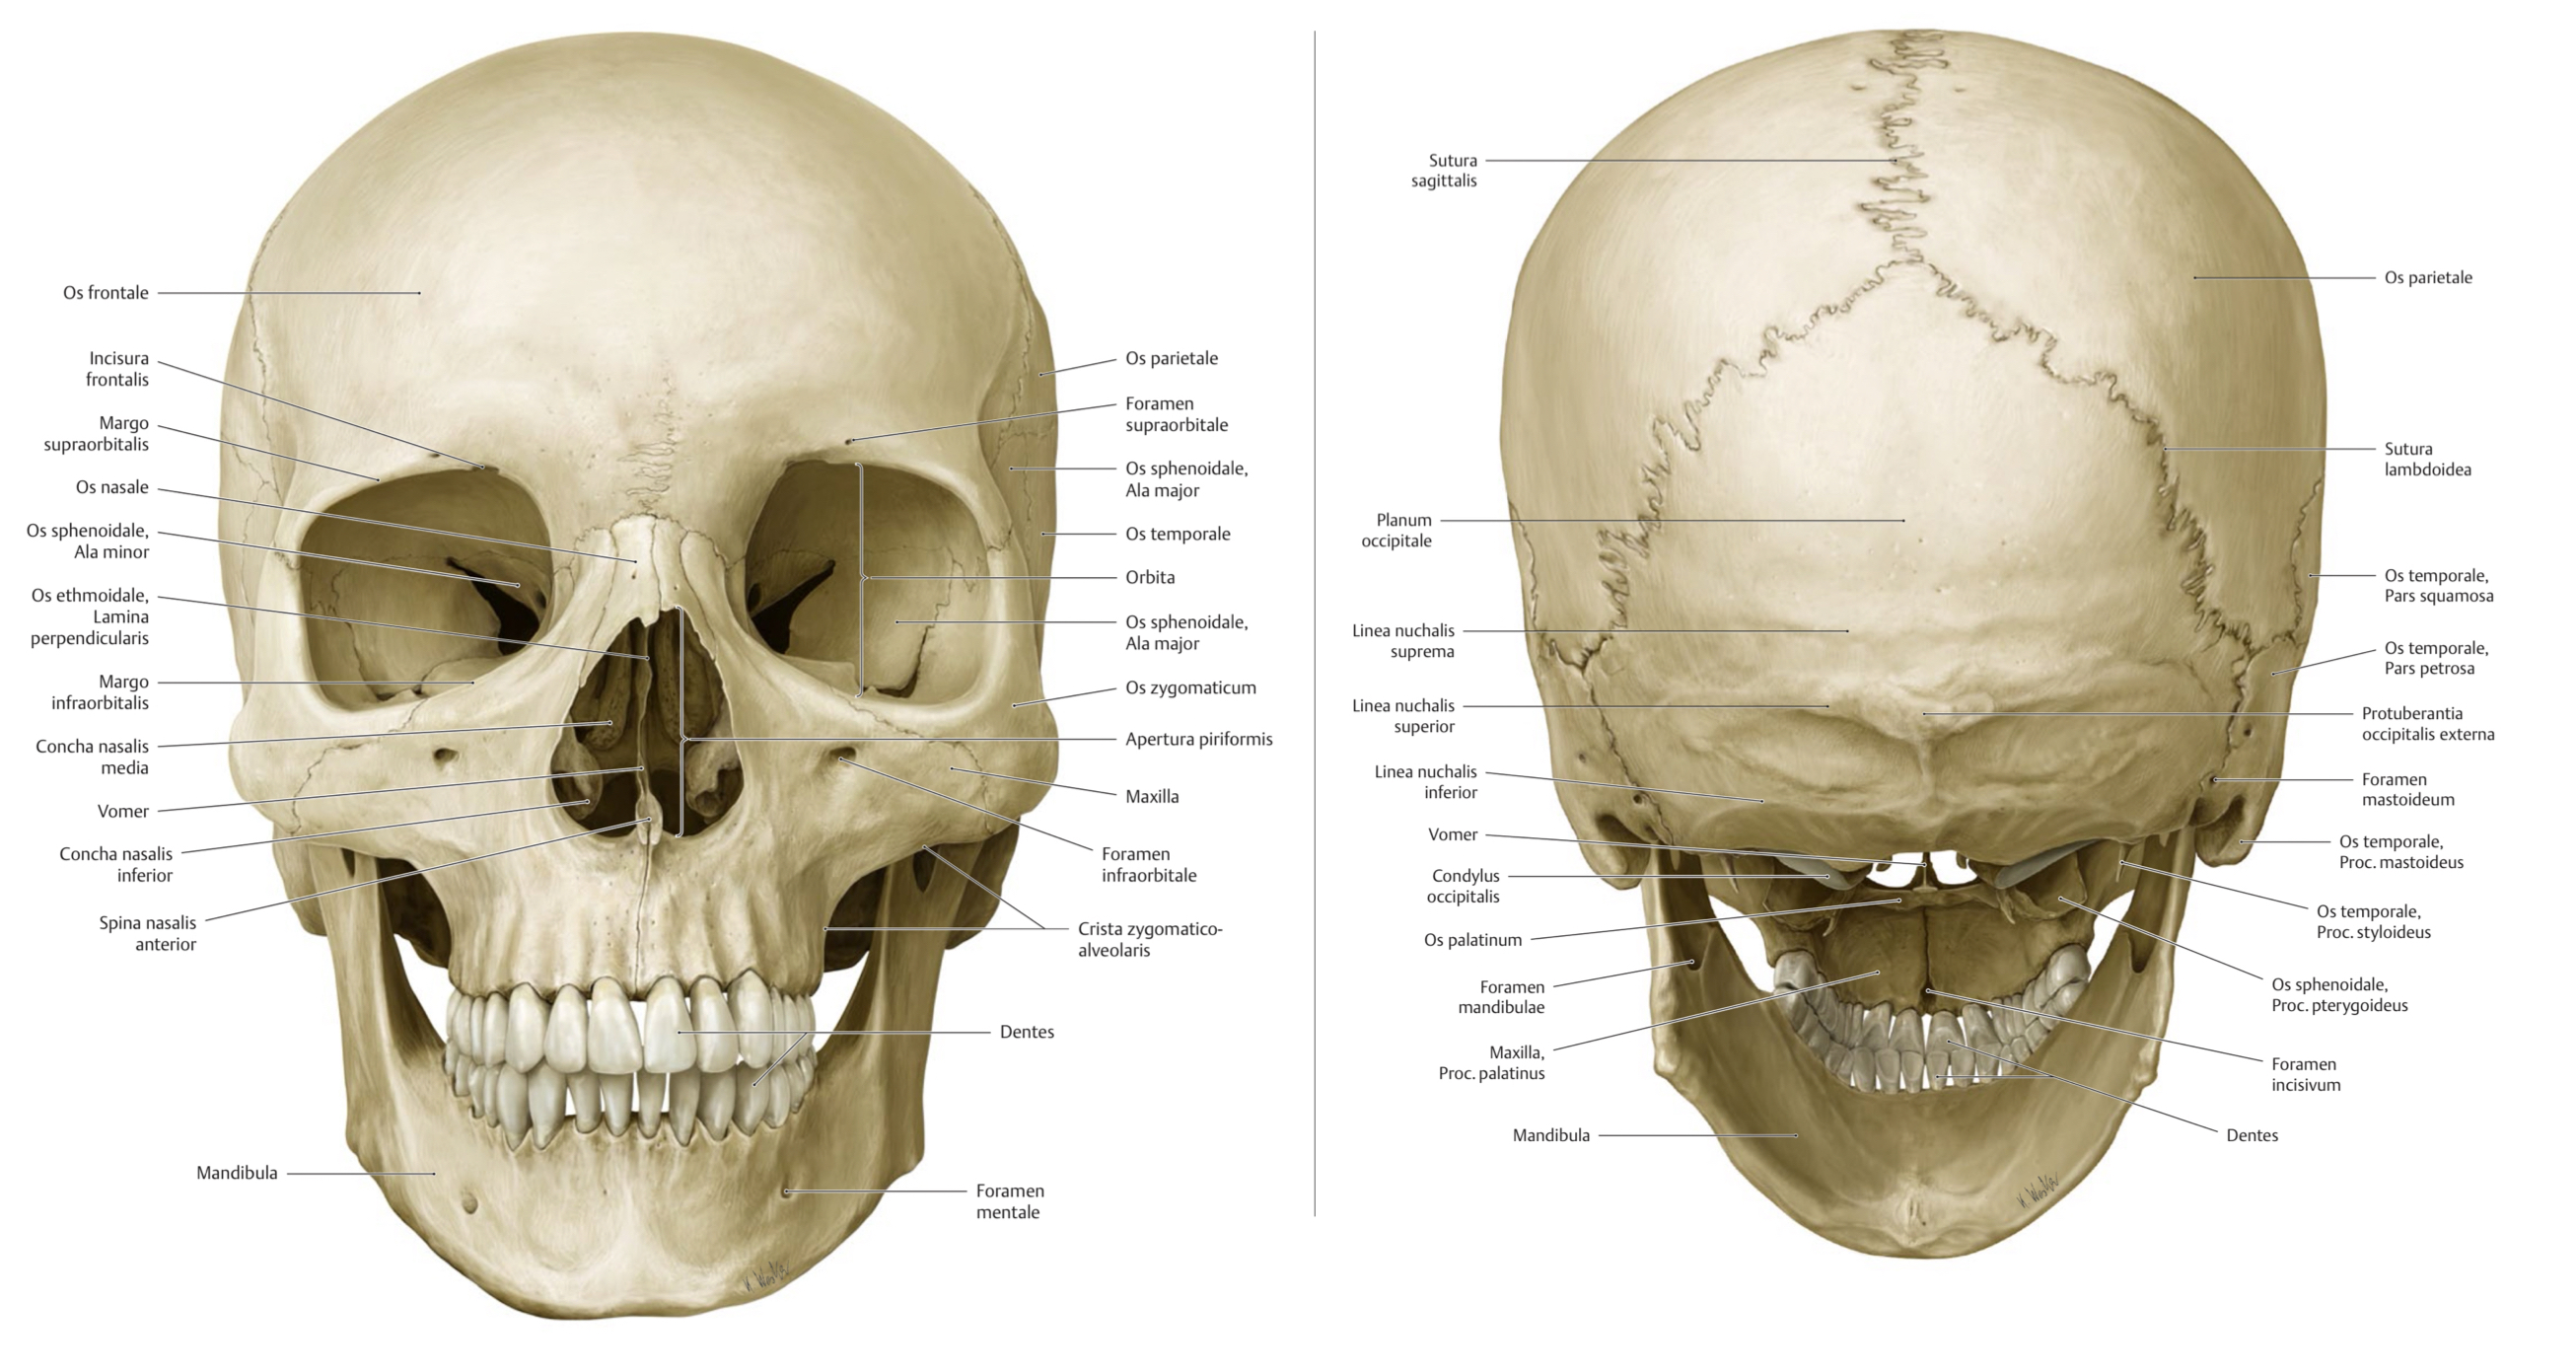 Os frontale
Incisura
frontalis
Margo
supraorbitalis
Os nasale
Os sphenoidale,
Ala minor
Os ethmoidale,
Lamina
perpendicularis
Margo
infraorbitalis
Concha nasalis
media
Vomer
Concha nasalis
inferior
Spina nasalis
anterior
Mandibula
Os parietale
Foramen
supraorbitale
Os sphenoidale,
Ala major
Os temporale
Orbita
Os sphenoidale,
Ala major
Os zygomaticum
Apertura piriformis
Maxilla
Foramen
infraorbitale
Crista zygomatico-
alveolaris
Dentes
Foramen
mentale
Sutura
sagittalis
Planum
occipitale
Linea nuchalis
suprema
Linea nuchalis
superior
Linea nuchalis
inferior
Vomer
Condylus
occipitalis
Os palatinum
Foramen
mandibulae
Maxilla,
Proc. palatinus
Mandibula
Os parietale
Sutura
lambdoidea
Os temporale,
Pars squamosa
Os temporale,
Pars petrosa
Protuberantia
occipitalis externa
Foramen
mastoideum
Os temporale,
Proc. mastoideus
Os temporale,
Proc. styloideus
Os sphenoidale,
Proc. pterygoideus
Foramen
incisivum
Dentes